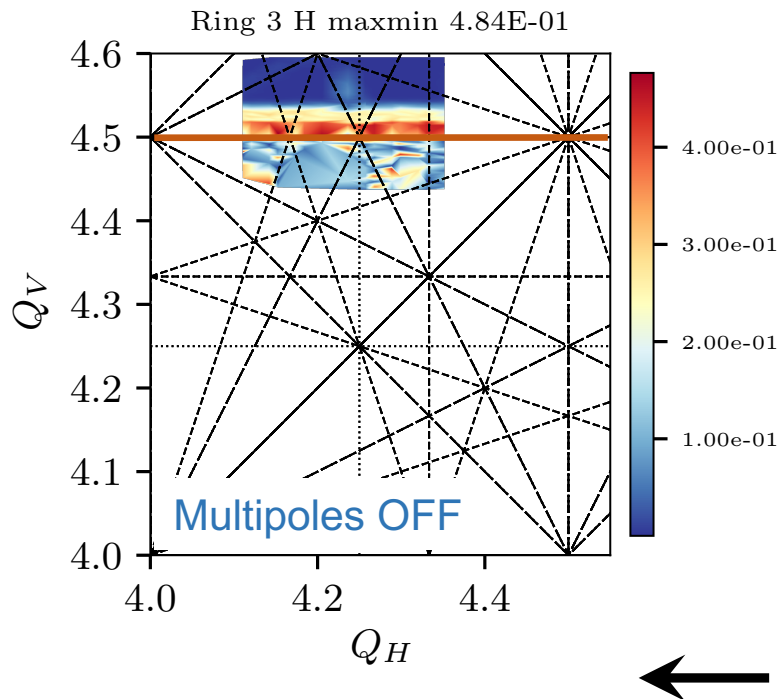 Ring 3 H maxmin 4.84E-01
4.6
4.5
4.4
4.3
4.2
4.1
4.0
Q_V
4.00e-01
3.00e-01
2.00e-01
1.00e-01
Multipoles OFF
4.0 4.2 4.4
Q_H